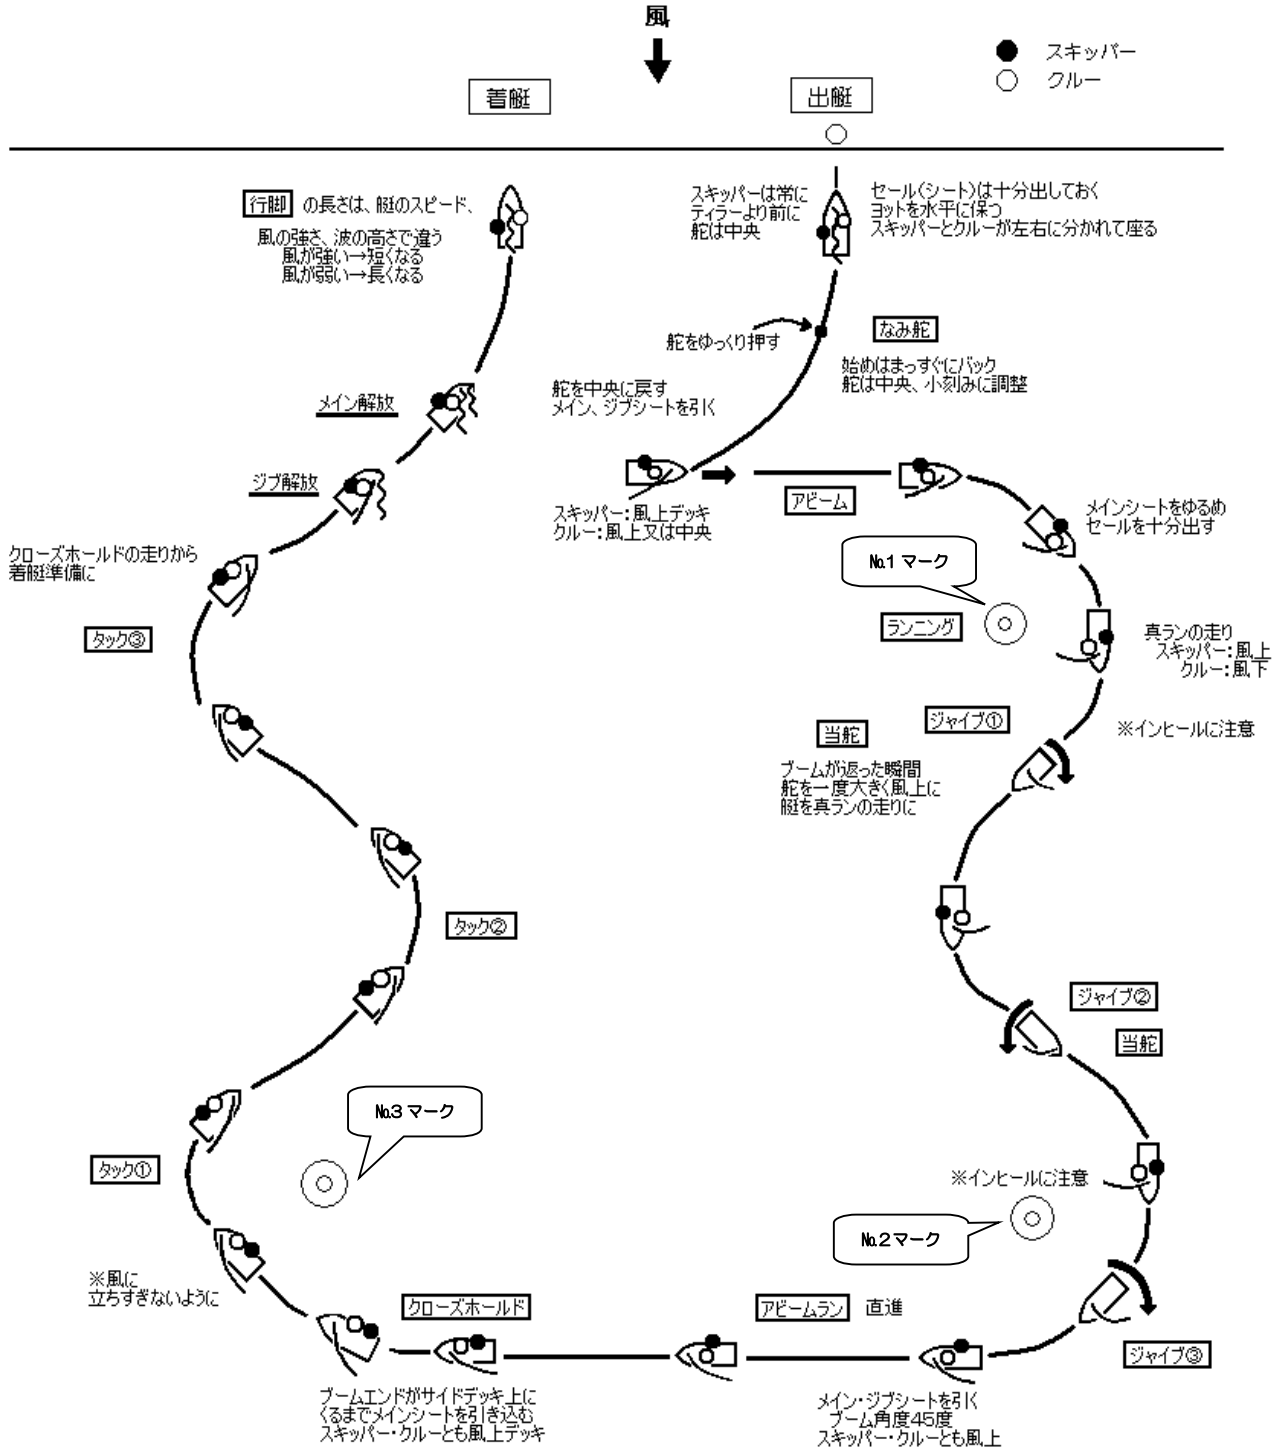 風
スキッパー
クルー
着艇
出艇
行脚 の長さは、艇のスピード、
風の強さ、波の高さで違う
風が強い→短くなる
風が弱い→長くなる
スキッパーは常に
ティラーより前に
舵は中央
セール(シート)は十分出しておく
ヨットを水平に保つ
スキッパーとクルーが左右に分かれて座る
舵をゆっくり押す
なみ舵
始めはまっすぐにバック
舵は中央、小刻みに調整
舵を中央に戻す
メイン、ジブシートを引く
メイン解放
ジブ解放
アビーム
スキッパー:風上デッキ
クルー:風上又は中央
メインシートをゆるめ
セールを十分出す
クローズホールドの走りから
着艇準備に
№1 マーク
ランニング
タック③
真ランの走り
スキッパー:風上
クルー:風下
ジャイブ①
※インヒールに注意
当舵
ブームが返った瞬間
舵を一度大きく風上に
艇を真ランの走りに
タック②
ジャイブ②
当舵
№3 マーク
タック①
※インヒールに注意
№2 マーク
※風に
立ちすぎないように
クローズホールド
アビームラン 直進
ジャイブ③
ブームエンドがサイドデッキ上に
くるまでメインシートを引き込む
スキッパー・クルーとも風上デッキ
メイン・ジブシートを引く
ブーム角度45度
スキッパー・クルーとも風上